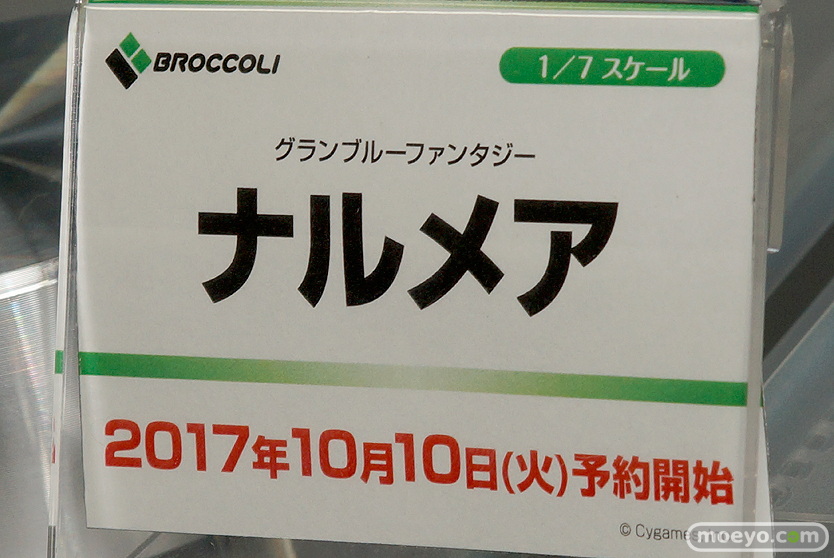 BROCCOLI
1/7 スケール
グランブルーファンタジー
ナルメア
2017年10月10日(火)予約開始
© Cygames
moeyo.com